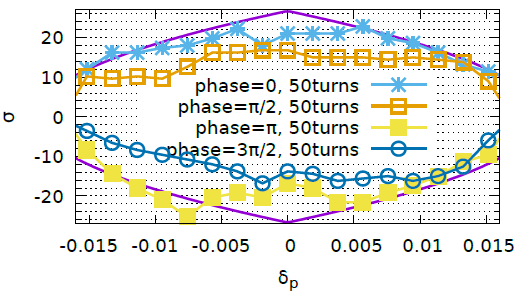 20
10
0
-10
-20
σ
phase=0, 50turns
phase=π/2, 50turns
phase=π, 50turns
phase=3π/2, 50turns
-0.015 -0.01 -0.005 0 0.005 0.01 0.015
δp